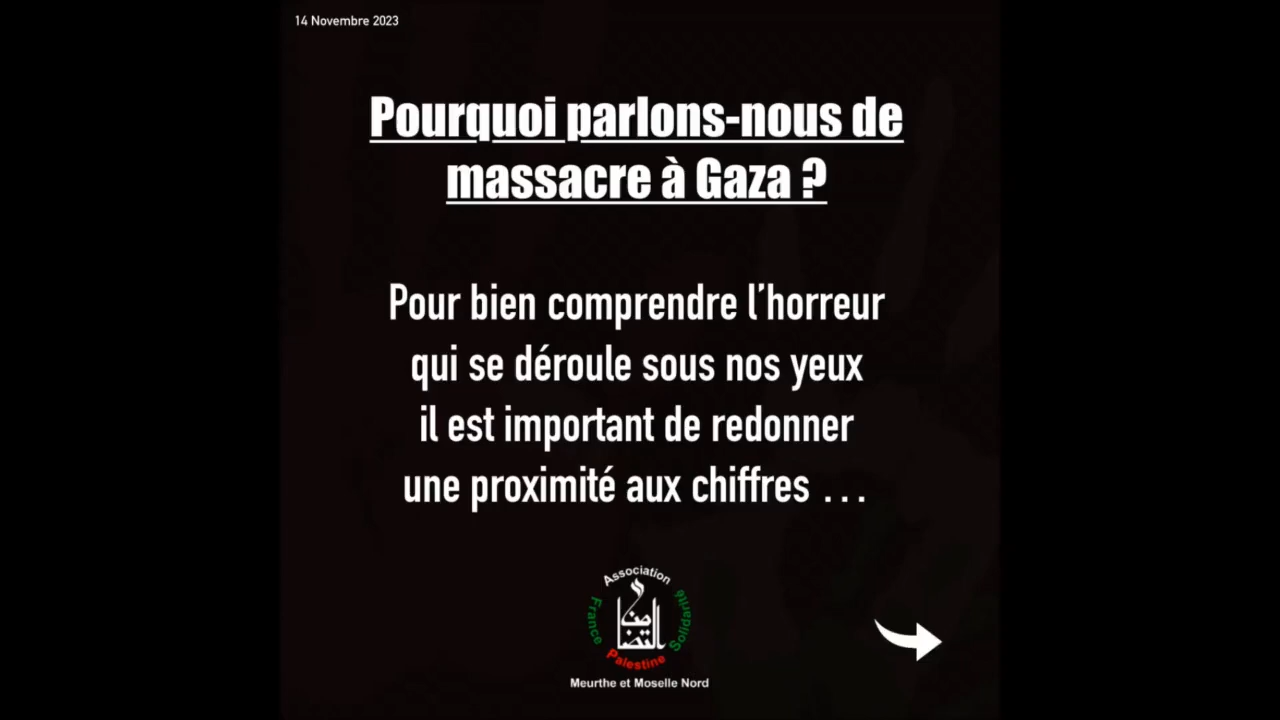 14 Novembre 2023
Pourquoi parlons-nous de
massacre à Gaza ?
Pour bien comprendre l’horreur
qui se déroule sous nos yeux
il est important de redonner
une proximité aux chiffres ...
Association
France
Palestine
Solidarité
التضامن
Meurthe et Moselle Nord